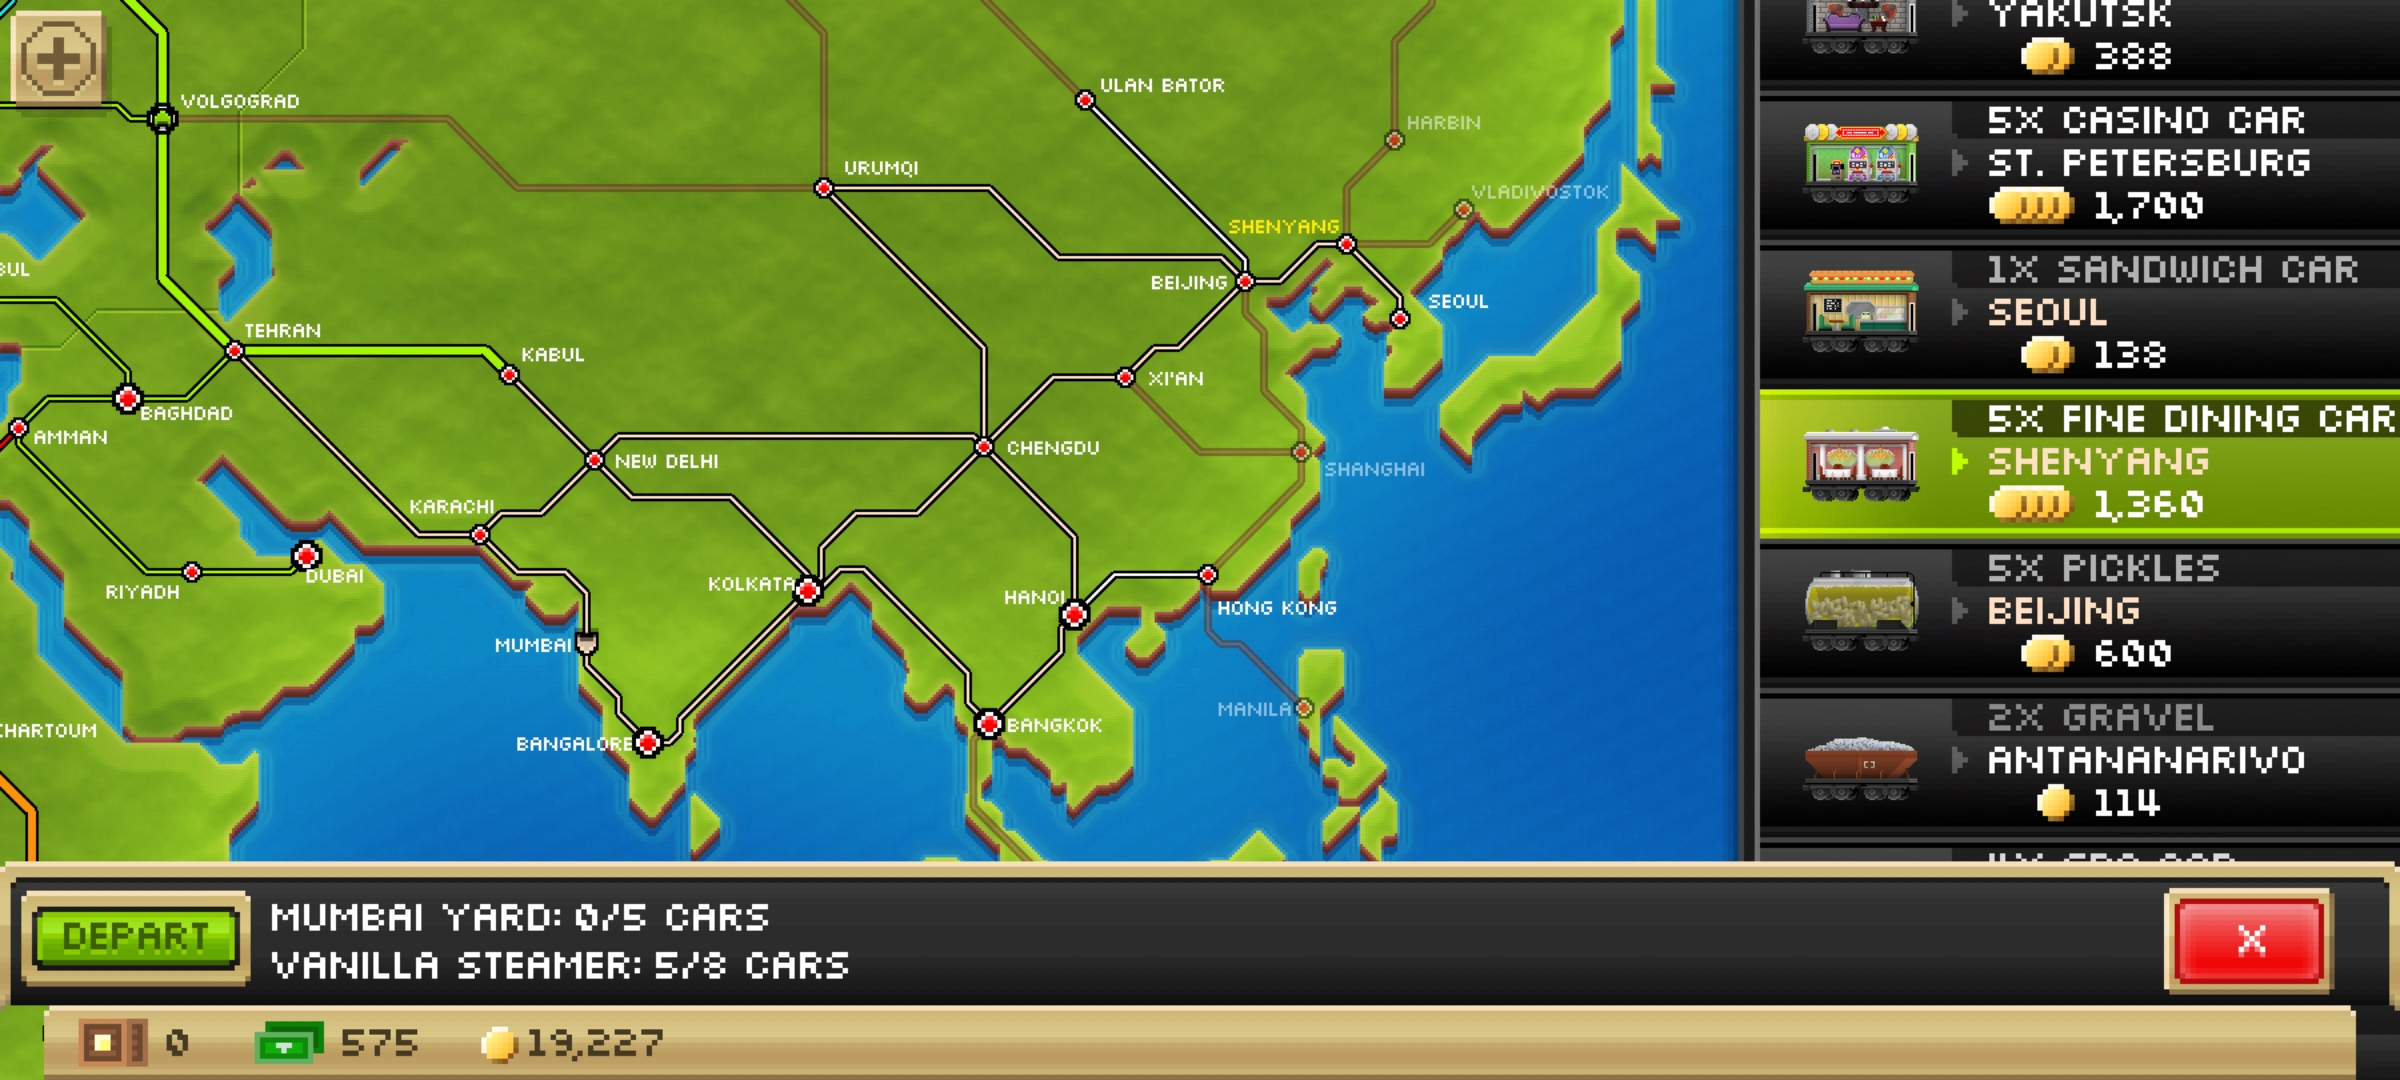 VOLGOGRAD
ULAN BATOR
HARBIN
URUMQI
VLADIVOSTOK
SHENYANG
BUL
BEIJING
SEOUL
TEHRAN
KABUL
XI'AN
BAGHDAD
AMMAN
CHENGDU
NEW DELHI
SHANGHAI
KARACHI
DUBAI
KOLKATA
RIYADH
HANOI
HONG KONG
MUMBAI
MANILA
CHARTOUM
BANGALORE
BANGKOK
YAKUTSK
388
5X CASINO CAR
ST. PETERSBURG
1,700
1X SANDWICH CAR
SEOUL
138
5X FINE DINING CAR
SHENYANG
1,360
5X PICKLES
BEIJING
600
2X GRAVEL
ANTANANARIVO
114
DEPART
MUMBAI YARD: 0/5 CARS
VANILLA STEAMER: 5/8 CARS
X
0
575
19,227